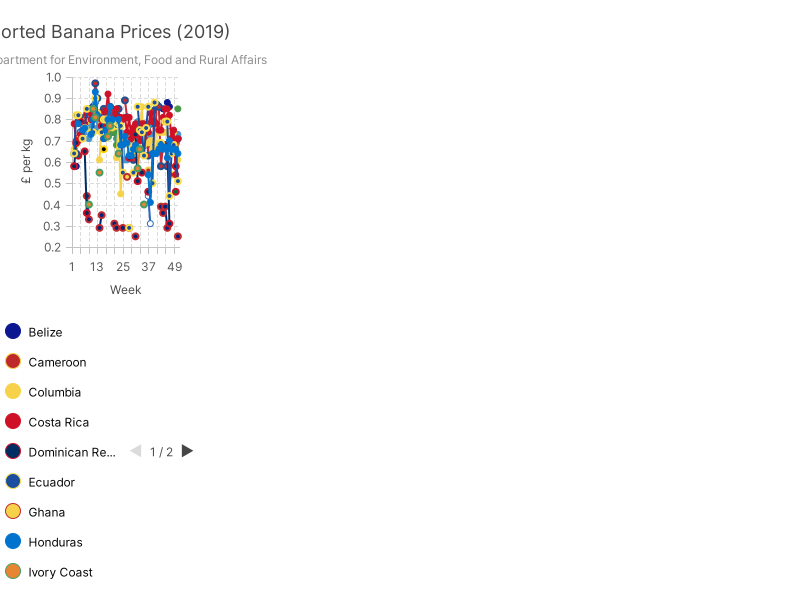 orted Banana Prices (2019)
partment for Environment, Food and Rural Affairs
1.0
0.9
0.8
0.7
0.6
0.5
0.4
0.3
0.2
£ per kg
1 13 25 37 49
Week
Belize
Cameroon
Columbia
Costa Rica
Dominican Re... 1 / 2
Ecuador
Ghana
Honduras
Ivory Coast